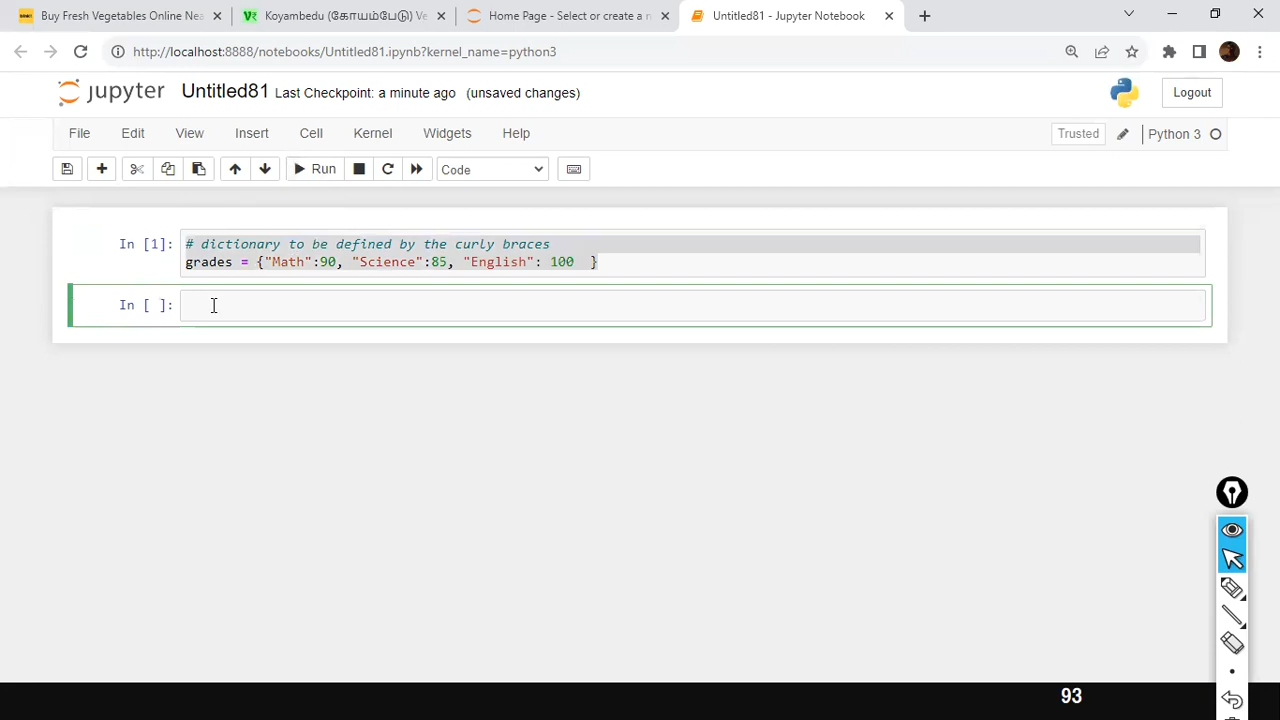 Buy Fresh Vegetables Online Nea
Koyambedu (கோயம்பேடு) V
Home Page - Select or create a n
Untitled81 - Jupyter Notebook
http://localhost:8888/notebooks/Untitled81.ipynb?kernel_name=python3
jupyter Untitled81 Last Checkpoint: a minute ago (unsaved changes)
Logout
File Edit View Insert Cell Kernel Widgets Help
Trusted
Python 3
Run
Code
In [1]: # dictionary to be defined by the curly braces
grades = {"Math":90, "Science":85, "English": 100 }
In [ ]:
93